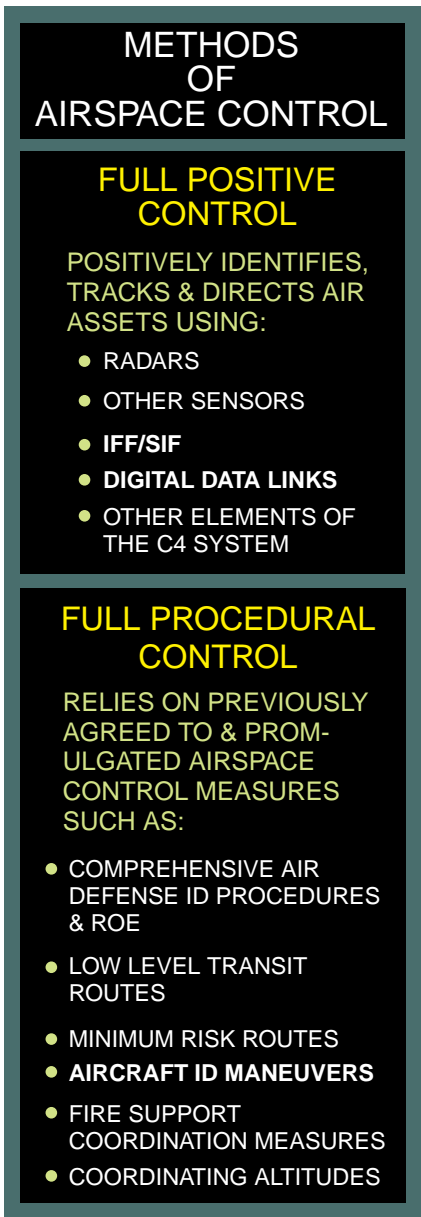 METHODS
OF
AIRSPACE CONTROL
FULL POSITIVE
CONTROL
POSITIVELY IDENTIFIES,
TRACKS & DIRECTS AIR
ASSETS USING:
RADARS
OTHER SENSORS
IFF/SIF
DIGITAL DATA LINKS
OTHER ELEMENTS OF
THE C4 SYSTEM
FULL PROCEDURAL
CONTROL
RELIES ON PREVIOUSLY
AGREED TO & PROM-
ULGATED AIRSPACE
CONTROL MEASURES
SUCH AS:
COMPREHENSIVE AIR
DEFENSE ID PROCEDURES
& ROE
LOW LEVEL TRANSIT
ROUTES
MINIMUM RISK ROUTES
AIRCRAFT ID MANEUVERS
FIRE SUPPORT
COORDINATION MEASURES
COORDINATING ALTITUDES